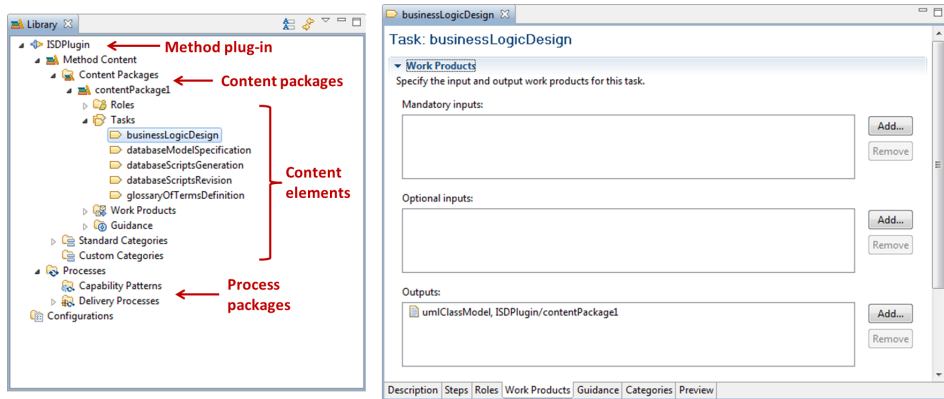 Library
ISDPlugin
Method plug-in
Method Content
Content Packages
Content packages
contentPackage1
Roles
Tasks
businessLogicDesign
databaseModelSpecification
databaseScriptsGeneration
databaseScriptsRevision
glossaryOfTermsDefinition
Content
elements
Work Products
Guidance
Standard Categories
Custom Categories
Processes
Capability Patterns
Delivery Processes
Process
packages
Configurations
businessLogicDesign
Task: businessLogicDesign
Work Products
Specify the input and output work products for this task.
Mandatory inputs:
Add...
Remove
Optional inputs:
Add...
Remove
Outputs:
umlClassModel, ISDPlugin/contentPackage1
Add...
Remove
Description Steps Roles Work Products Guidance Categories Preview